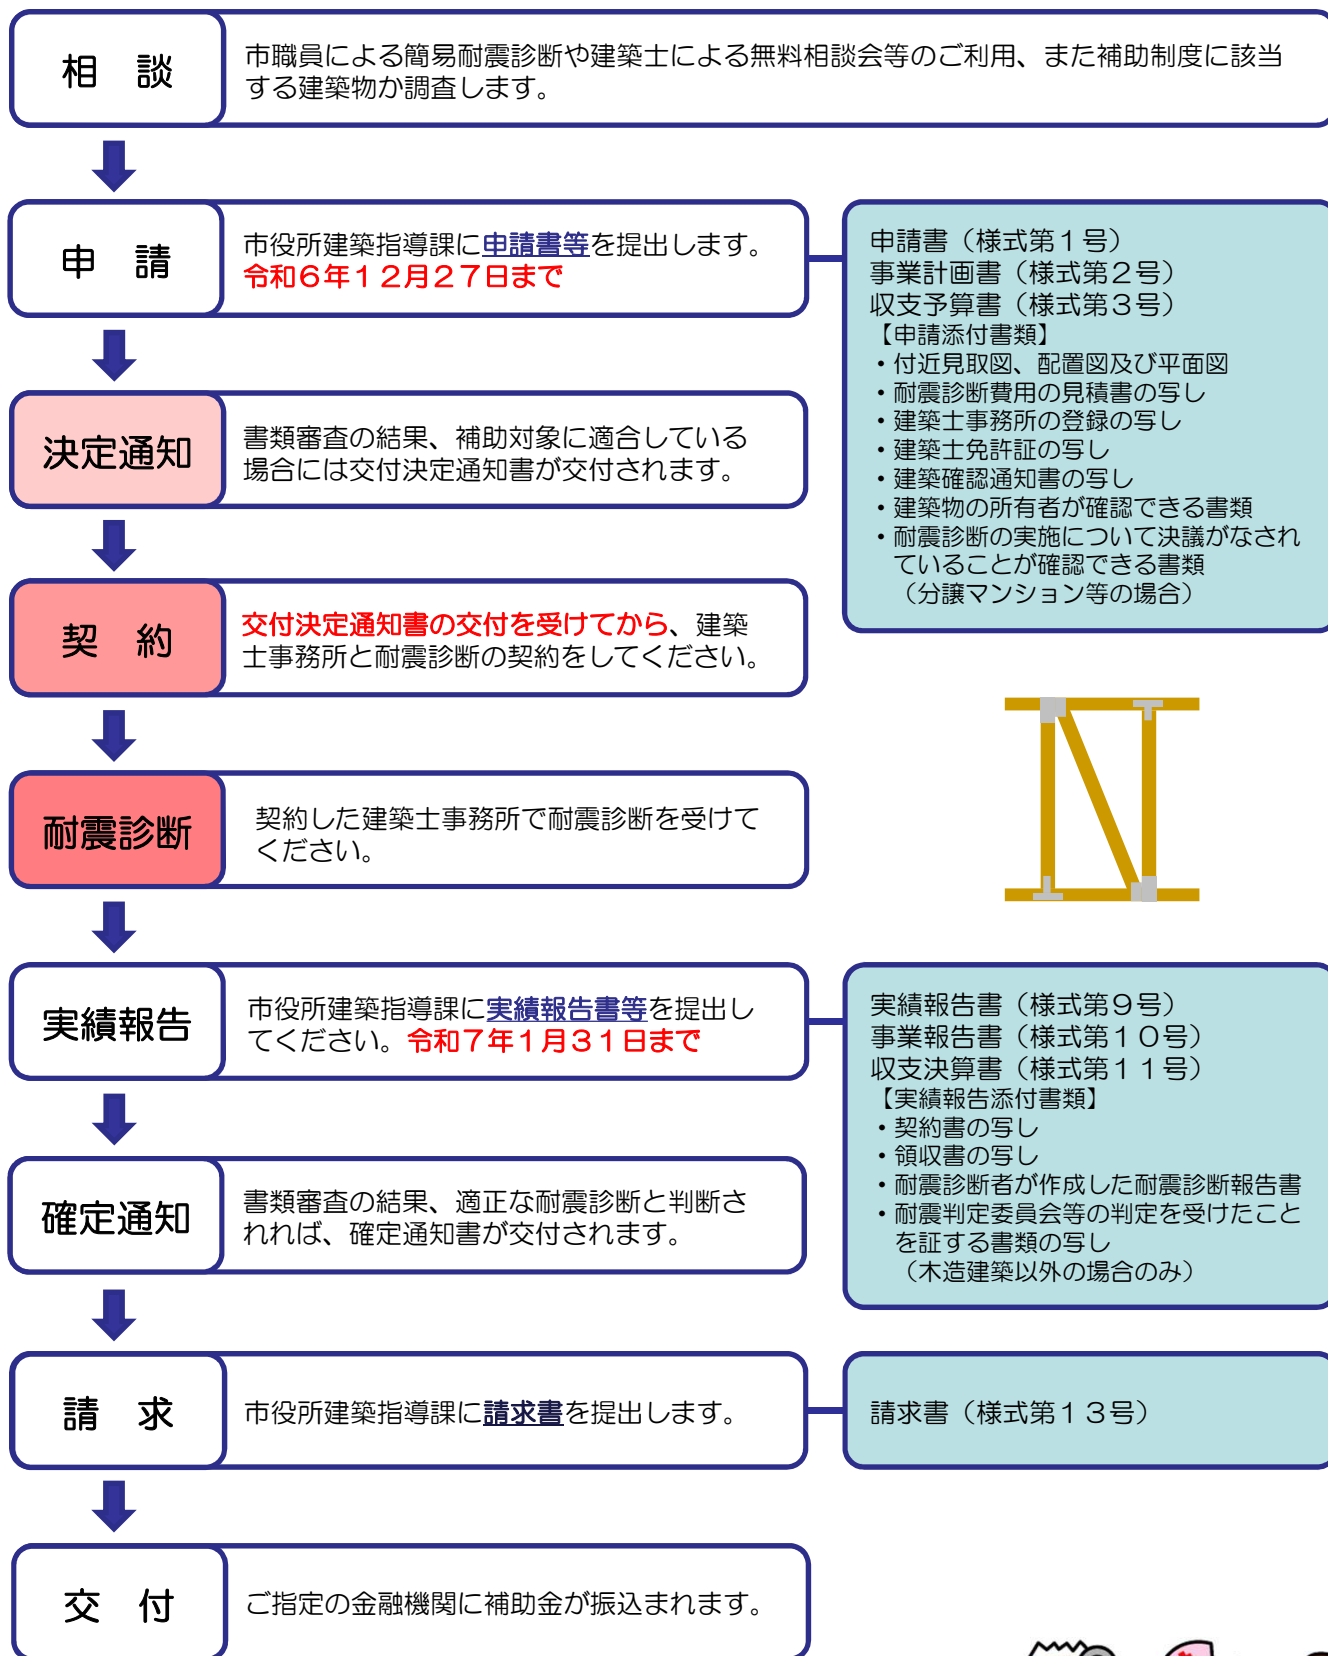 相　談
市職員による簡易耐震診断や建築士による無料相談会等のご利用、また補助制度に該当
する建築物か調査します。
申　請
市役所建築指導課に申請書等を提出します。
令和６年１２月２７日まで
申請書（様式第１号）
事業計画書（様式第２号）
収支予算書（様式第３号）
【申請添付書類】
・付近見取図、配置図及び平面図
・耐震診断費用の見積書の写し
・建築士事務所の登録の写し
・建築士免許証の写し
・建築確認通知書の写し
・建築物の所有者が確認できる書類
・耐震診断の実施について決議がなされ
ていることが確認できる書類
（分譲マンション等の場合）
決定通知
書類審査の結果、補助対象に適合している
場合には交付決定通知書が交付されます。
契　約
交付決定通知書の交付を受けてから、建築
士事務所と耐震診断の契約をしてください。
耐震診断
契約した建築士事務所で耐震診断を受けて
ください。
実績報告
市役所建築指導課に実績報告書等を提出し
てください。令和７年１月３１日まで
実績報告書（様式第９号）
事業報告書（様式第１０号）
収支決算書（様式第１１号）
【実績報告添付書類】
・契約書の写し
・領収書の写し
・耐震診断者が作成した耐震診断報告書
・耐震判定委員会等の判定を受けたこと
を証する書類の写し
（木造建築以外の場合のみ）
確定通知
書類審査の結果、適正な耐震診断と判断さ
れれば、確定通知書が交付されます。
請　求
市役所建築指導課に請求書を提出します。
請求書（様式第１３号）
交　付
ご指定の金融機関に補助金が振込まれます。